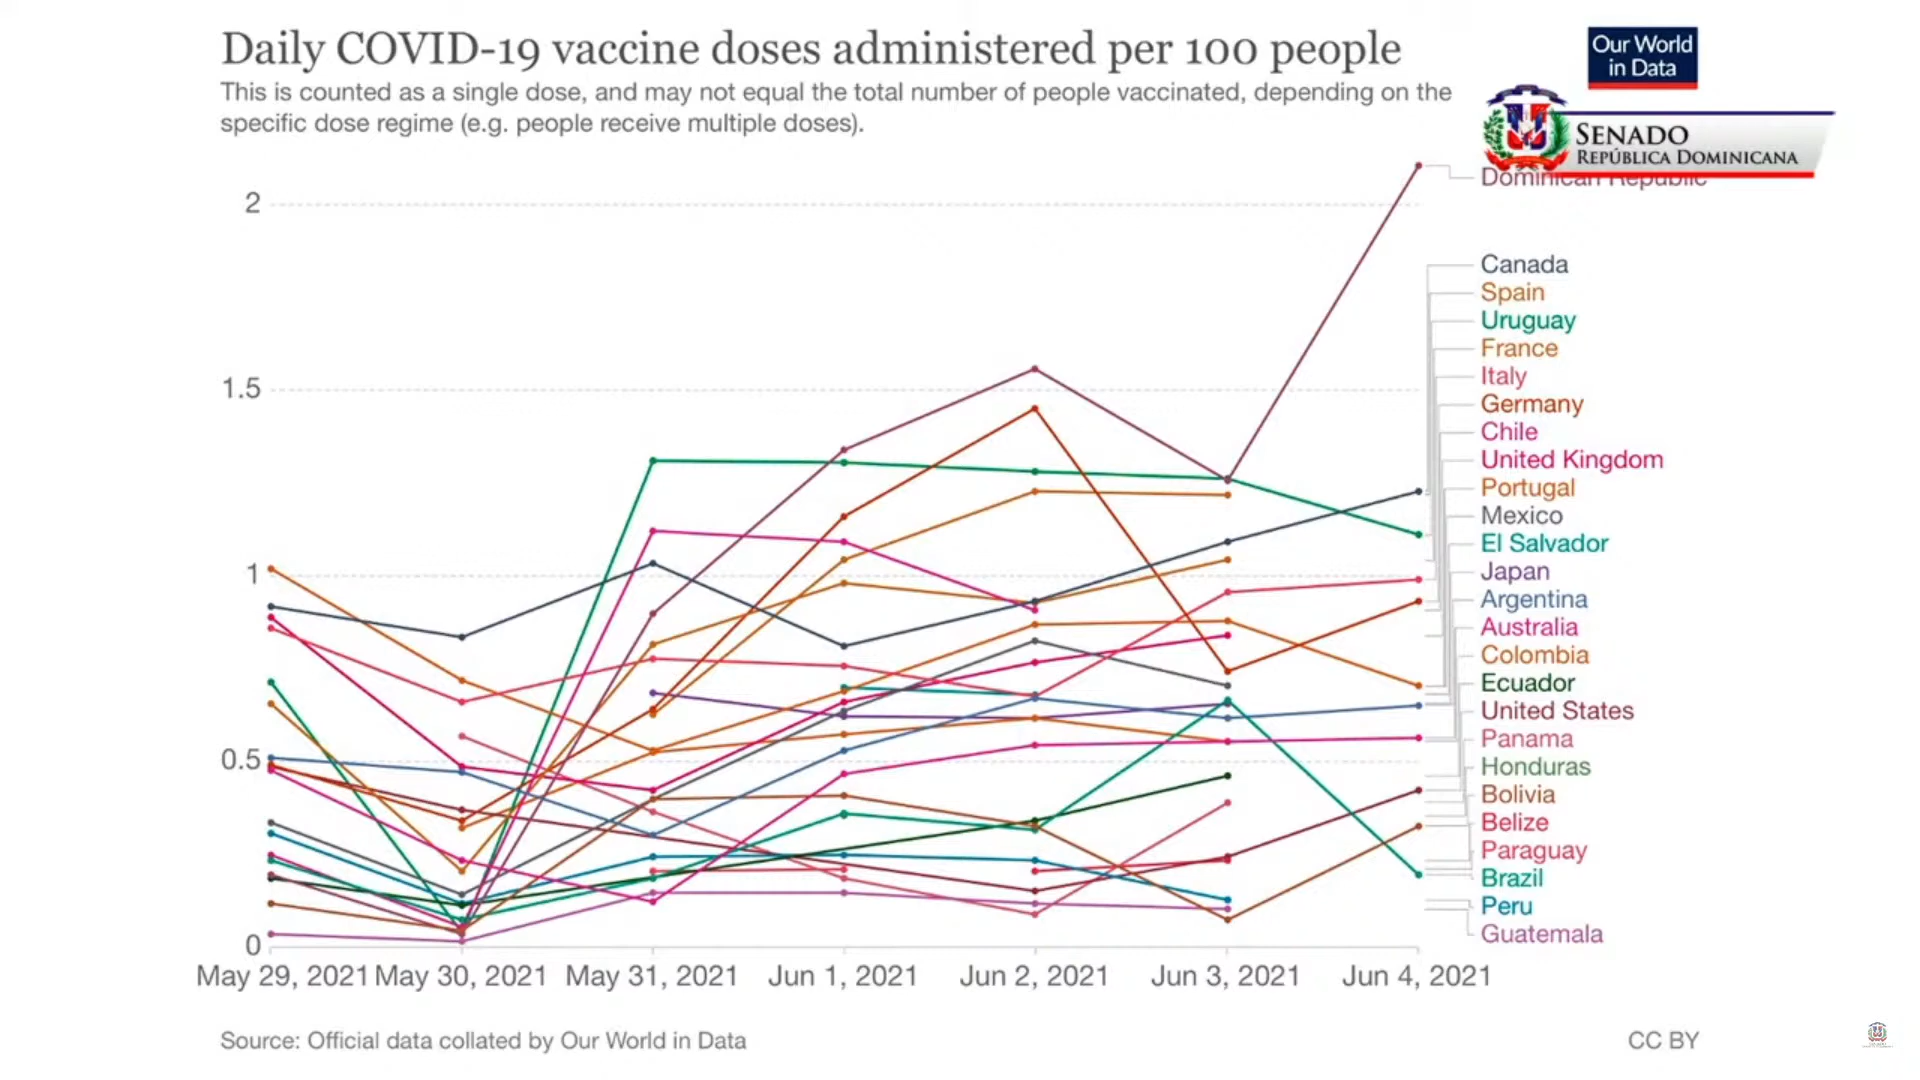 Daily COVID-19 vaccine doses administered per 100 people
This is counted as a single dose, and may not equal the total number of people vaccinated, depending on the
specific dose regime (e.g. people receive multiple doses).
Our World
in Data
SENADO
REPÚBLICA DOMINICANA
Dominican Republic
2
1.5
1
0.5
0
Canada
Spain
Uruguay
France
Italy
Germany
Chile
United Kingdom
Portugal
Mexico
El Salvador
Japan
Argentina
Australia
Colombia
Ecuador
United States
Panama
Honduras
Bolivia
Belize
Paraguay
Brazil
Peru
Guatemala
May 29, 2021 May 30, 2021 May 31, 2021 Jun 1, 2021 Jun 2, 2021 Jun 3, 2021 Jun 4, 2021
Source: Official data collated by Our World in Data
CC BY